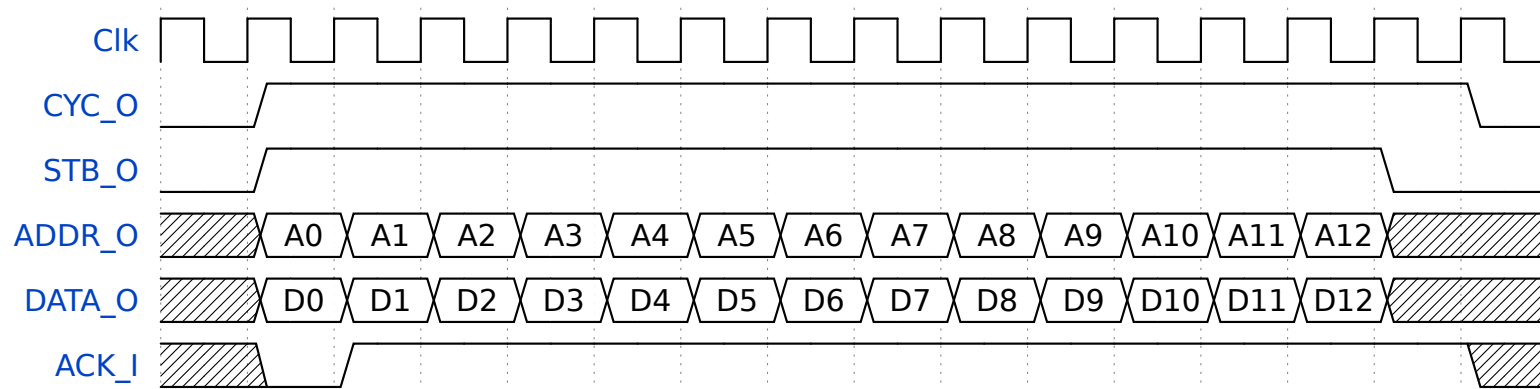 Clk
CYC_O
STB_O
ADDR_O A0 A1 A2 A3 A4 A5 A6 A7 A8 A9 A10 A11 A12
DATA_O D0 D1 D2 D3 D4 D5 D6 D7 D8 D9 D10 D11 D12
ACK_I